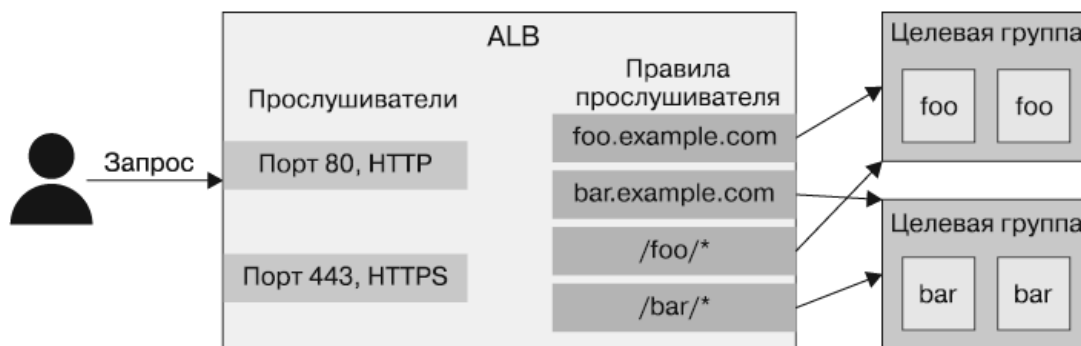 ALB
Целевая группа
Правила
прослушивателя
Прослушиватели
foo foo
foo.example.com
Запрос
Порт 80, HTTP
bar.example.com
Целевая группа
/foo/*
Порт 443, HTTPS
bar bar
/bar/*